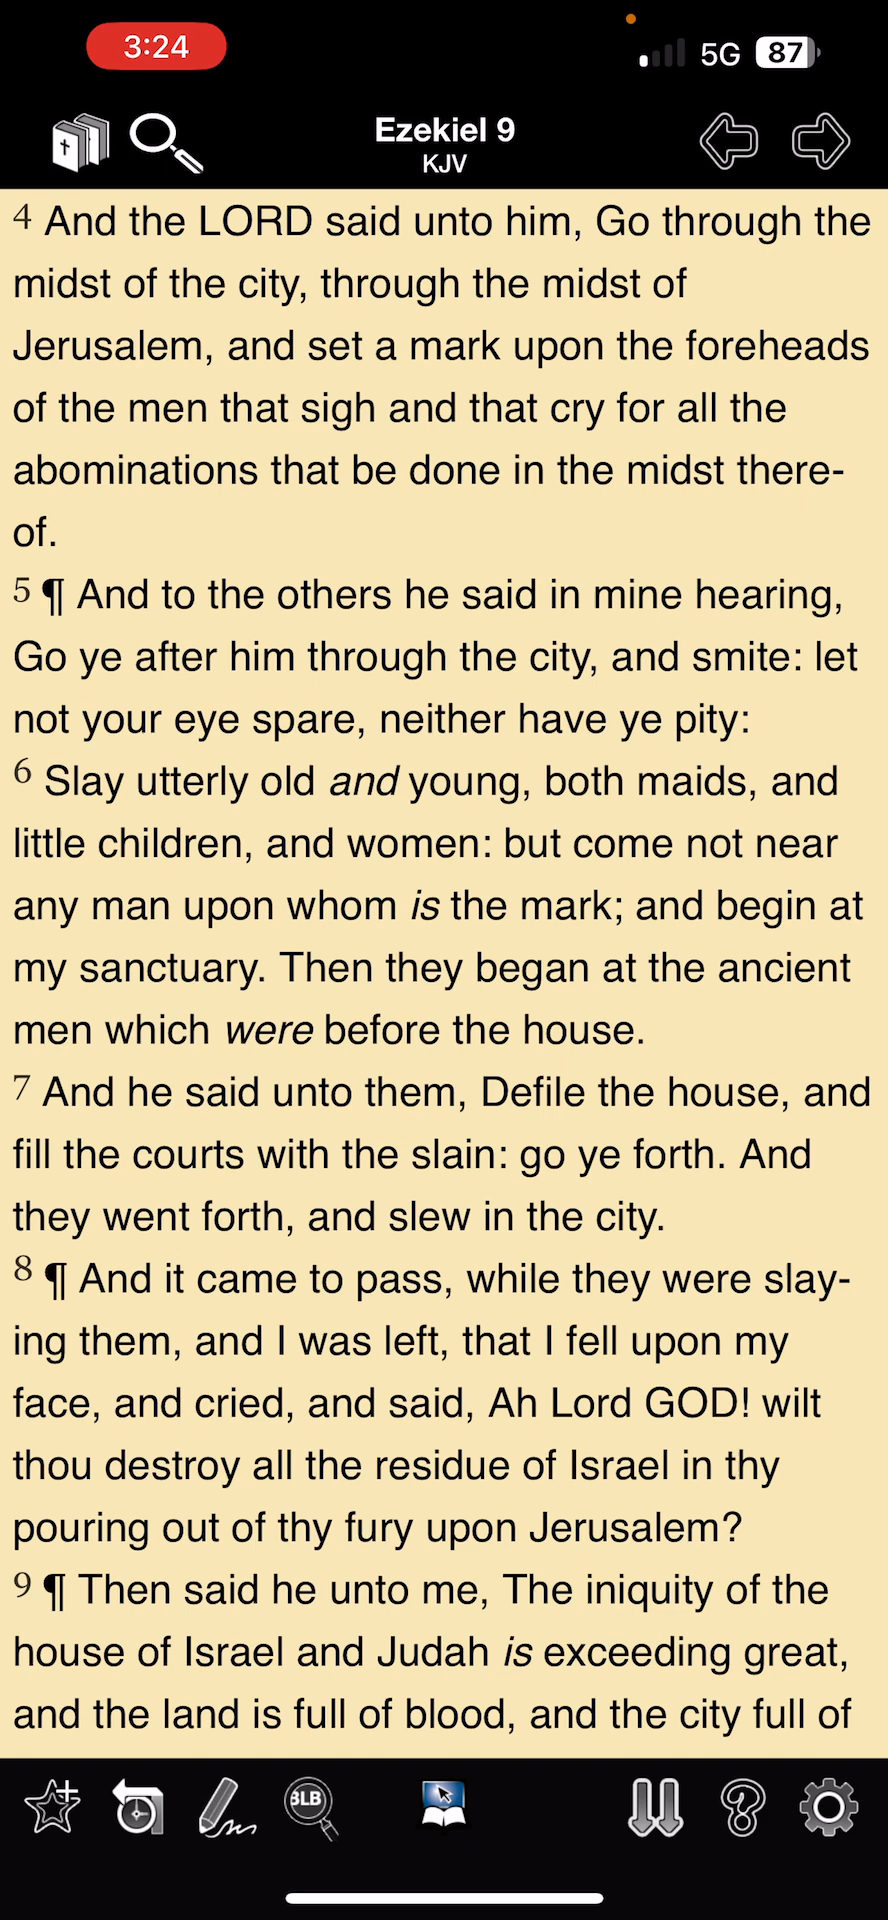 3:24
5G 87
Ezekiel 9
KJV
4 And the LORD said unto him, Go through the
midst of the city, through the midst of
Jerusalem, and set a mark upon the foreheads
of the men that sigh and that cry for all the
abominations that be done in the midst there-
of.
5 ¶ And to the others he said in mine hearing,
Go ye after him through the city, and smite: let
not your eye spare, neither have ye pity:
6 Slay utterly old and young, both maids, and
little children, and women: but come not near
any man upon whom is the mark; and begin at
my sanctuary. Then they began at the ancient
men which were before the house.
7 And he said unto them, Defile the house, and
fill the courts with the slain: go ye forth. And
they went forth, and slew in the city.
8 ¶ And it came to pass, while they were slay-
ing them, and I was left, that I fell upon my
face, and cried, and said, Ah Lord GOD! wilt
thou destroy all the residue of Israel in thy
pouring out of thy fury upon Jerusalem?
9 ¶ Then said he unto me, The iniquity of the
house of Israel and Judah is exceeding great,
and the land is full of blood, and the city full of
BLB